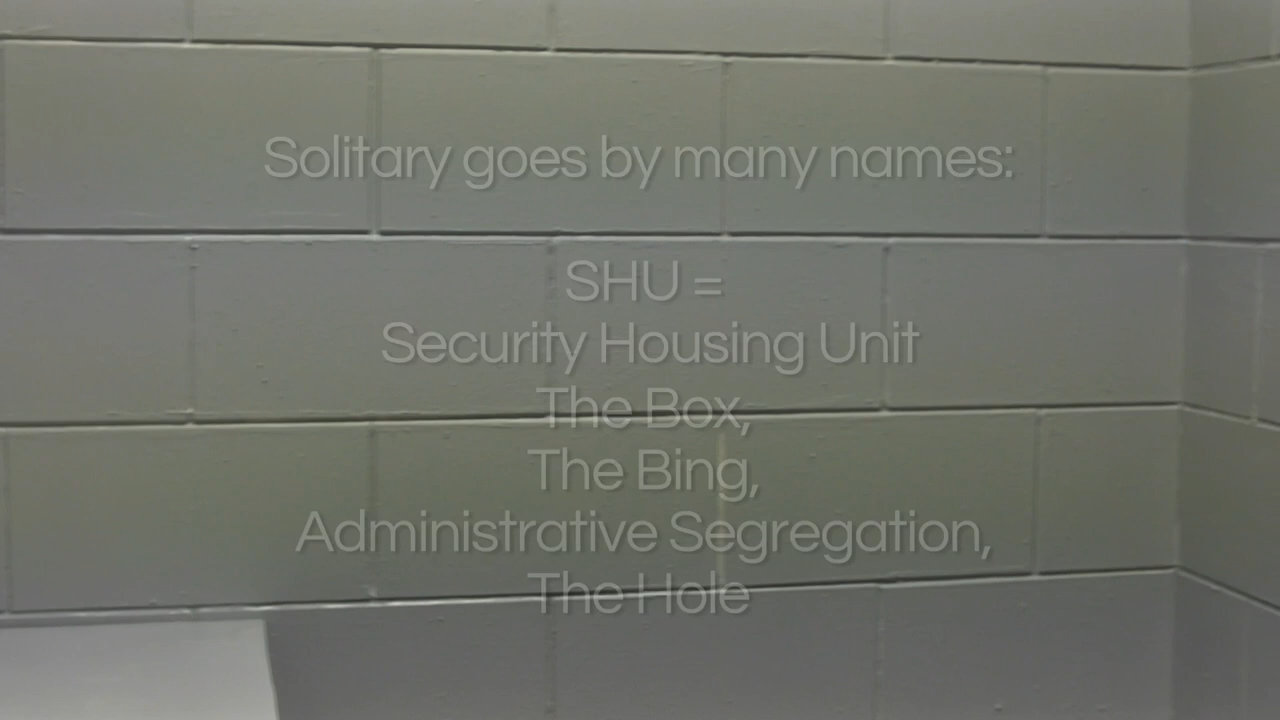 Solitary goes by many names:
SHU =
Security Housing Unit
The Box,
The Bing,
Administrative Segregation,
The Hole